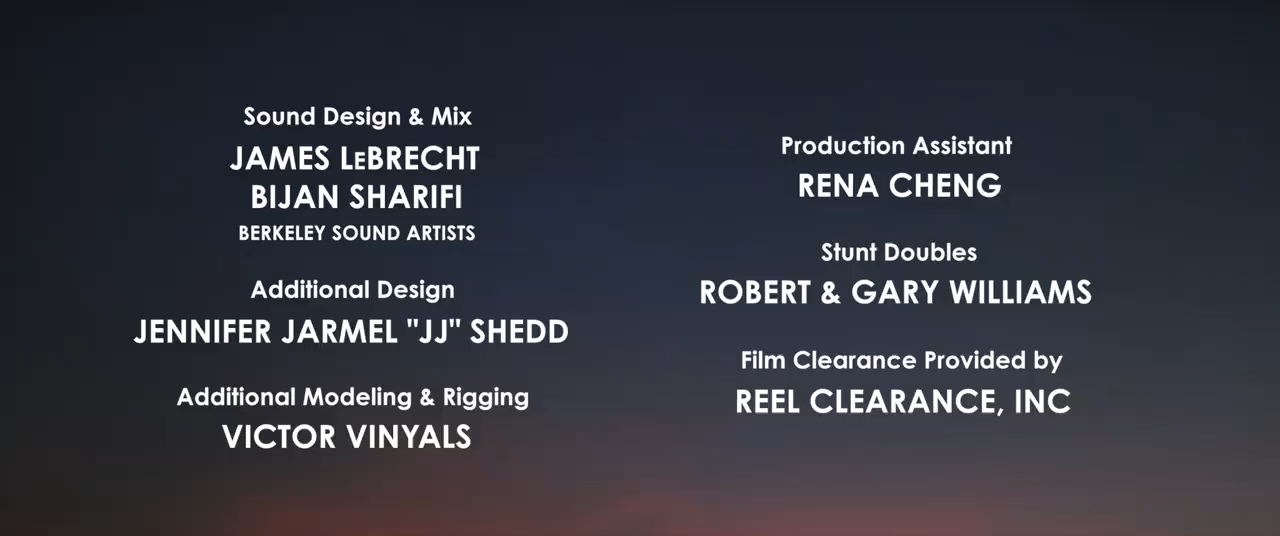 Sound Design & Mix
JAMES LeBRECHT
BIJAN SHARIFI
BERKELEY SOUND ARTISTS
Additional Design
JENNIFER JARMEL "JJ" SHEDD
Additional Modeling & Rigging
VICTOR VINYALS
Production Assistant
RENA CHENG
Stunt Doubles
ROBERT & GARY WILLIAMS
Film Clearance Provided by
REEL CLEARANCE, INC